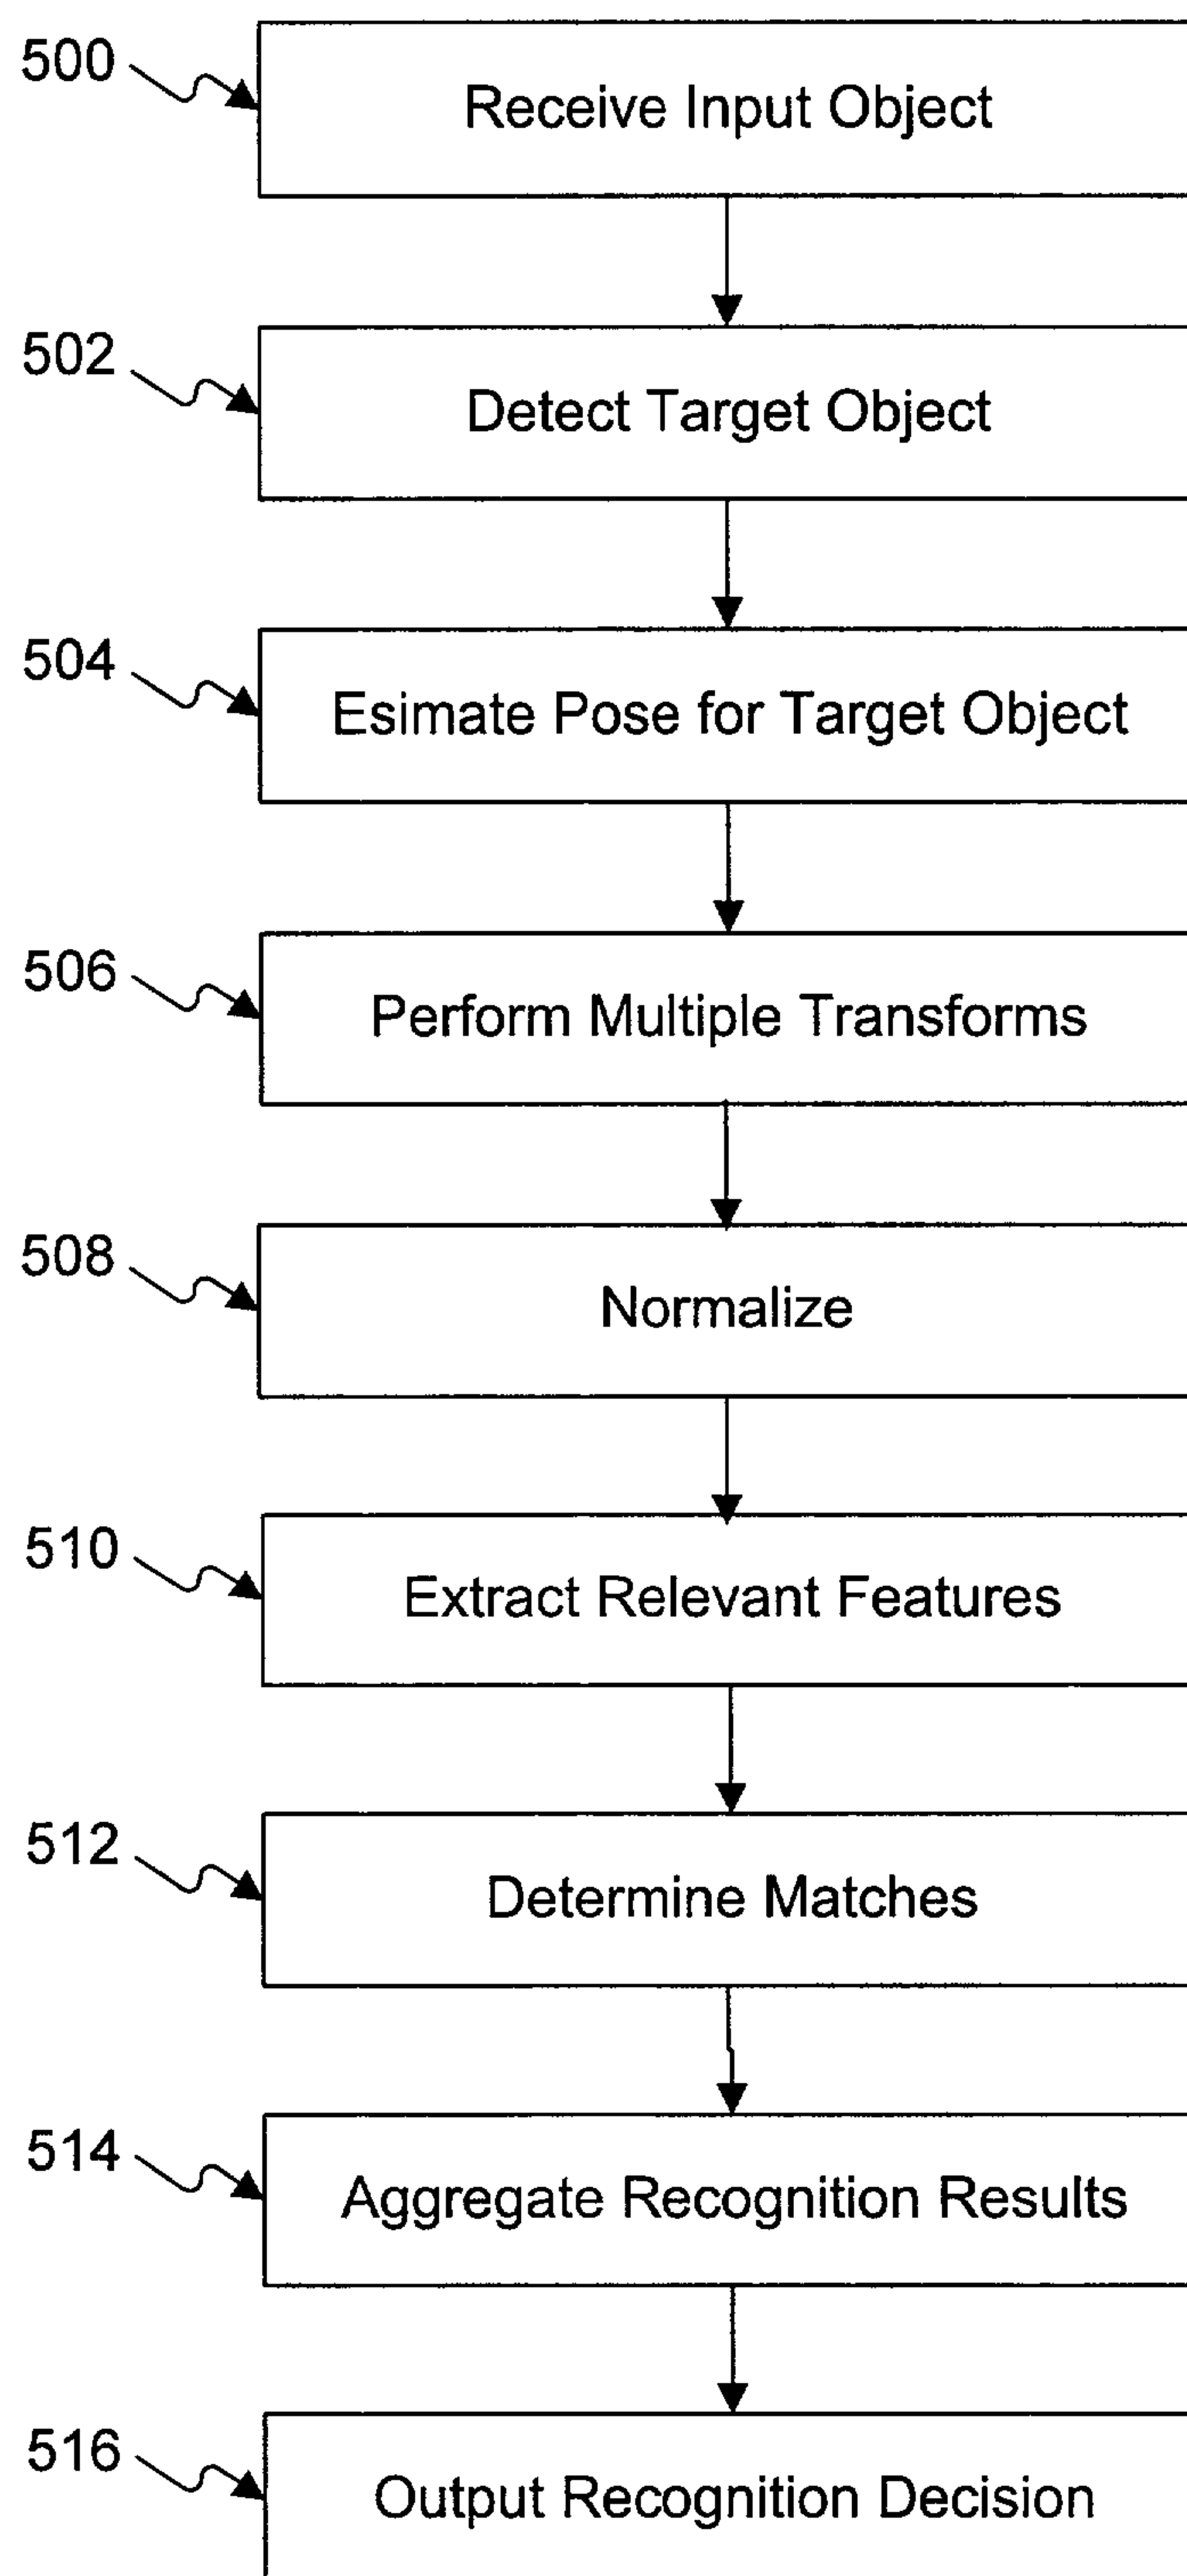 500
Receive Input Object
502
Detect Target Object
504
Esimate Pose for Target Object
506
Perform Multiple Transforms
508
Normalize
510
Extract Relevant Features
512
Determine Matches
514
Aggregate Recognition Results
516
Output Recognition Decision